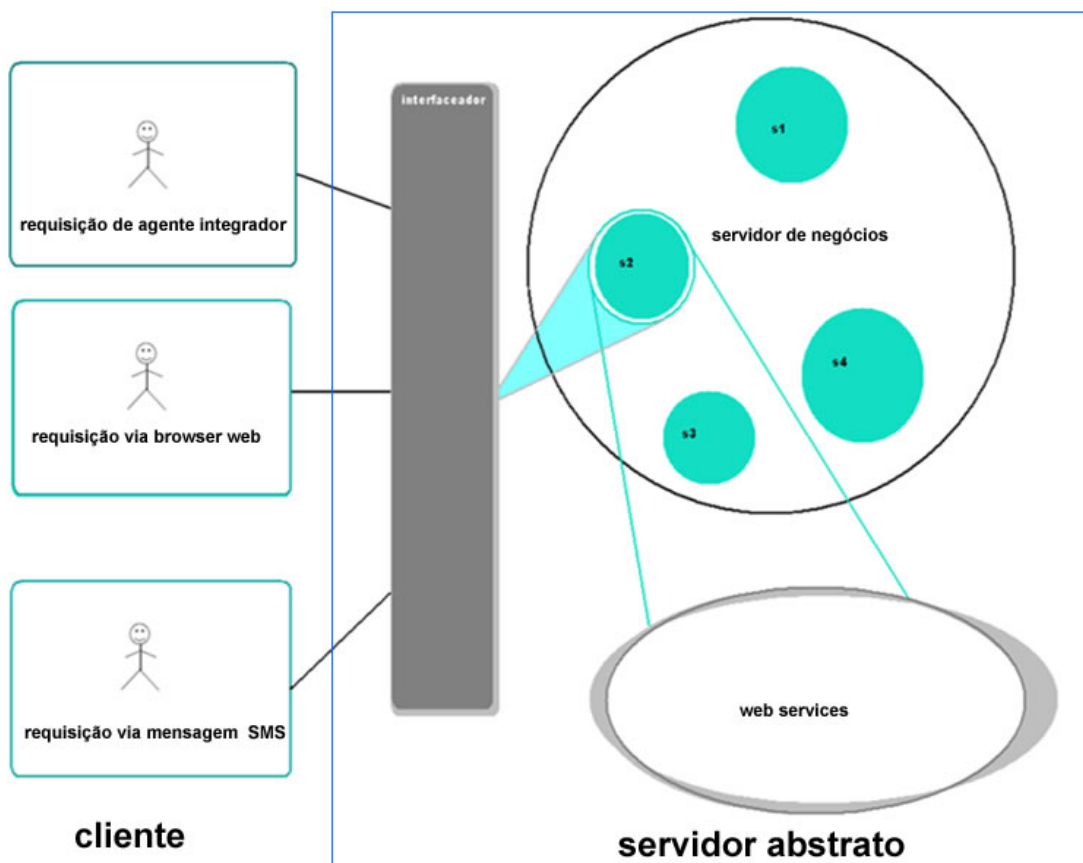 interfaceador
s1
requisição de agente integrador
servidor de negócios
s2
s4
requisição via browser web
s3
requisição via mensagem  SMS
web services
cliente
servidor abstrato